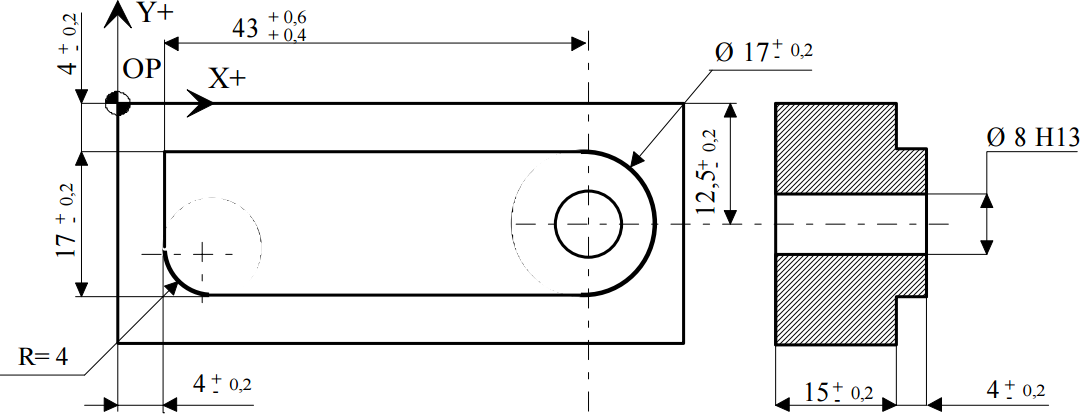 Y+
43 + 0,6 + 0,4
4 +- 0,2
OP
X+
Ø 17 +- 0,2
12,5 +- 0,2
Ø 8 H13
17 +- 0,2
R= 4
4 +- 0,2
15 +- 0,2
4 +- 0,2